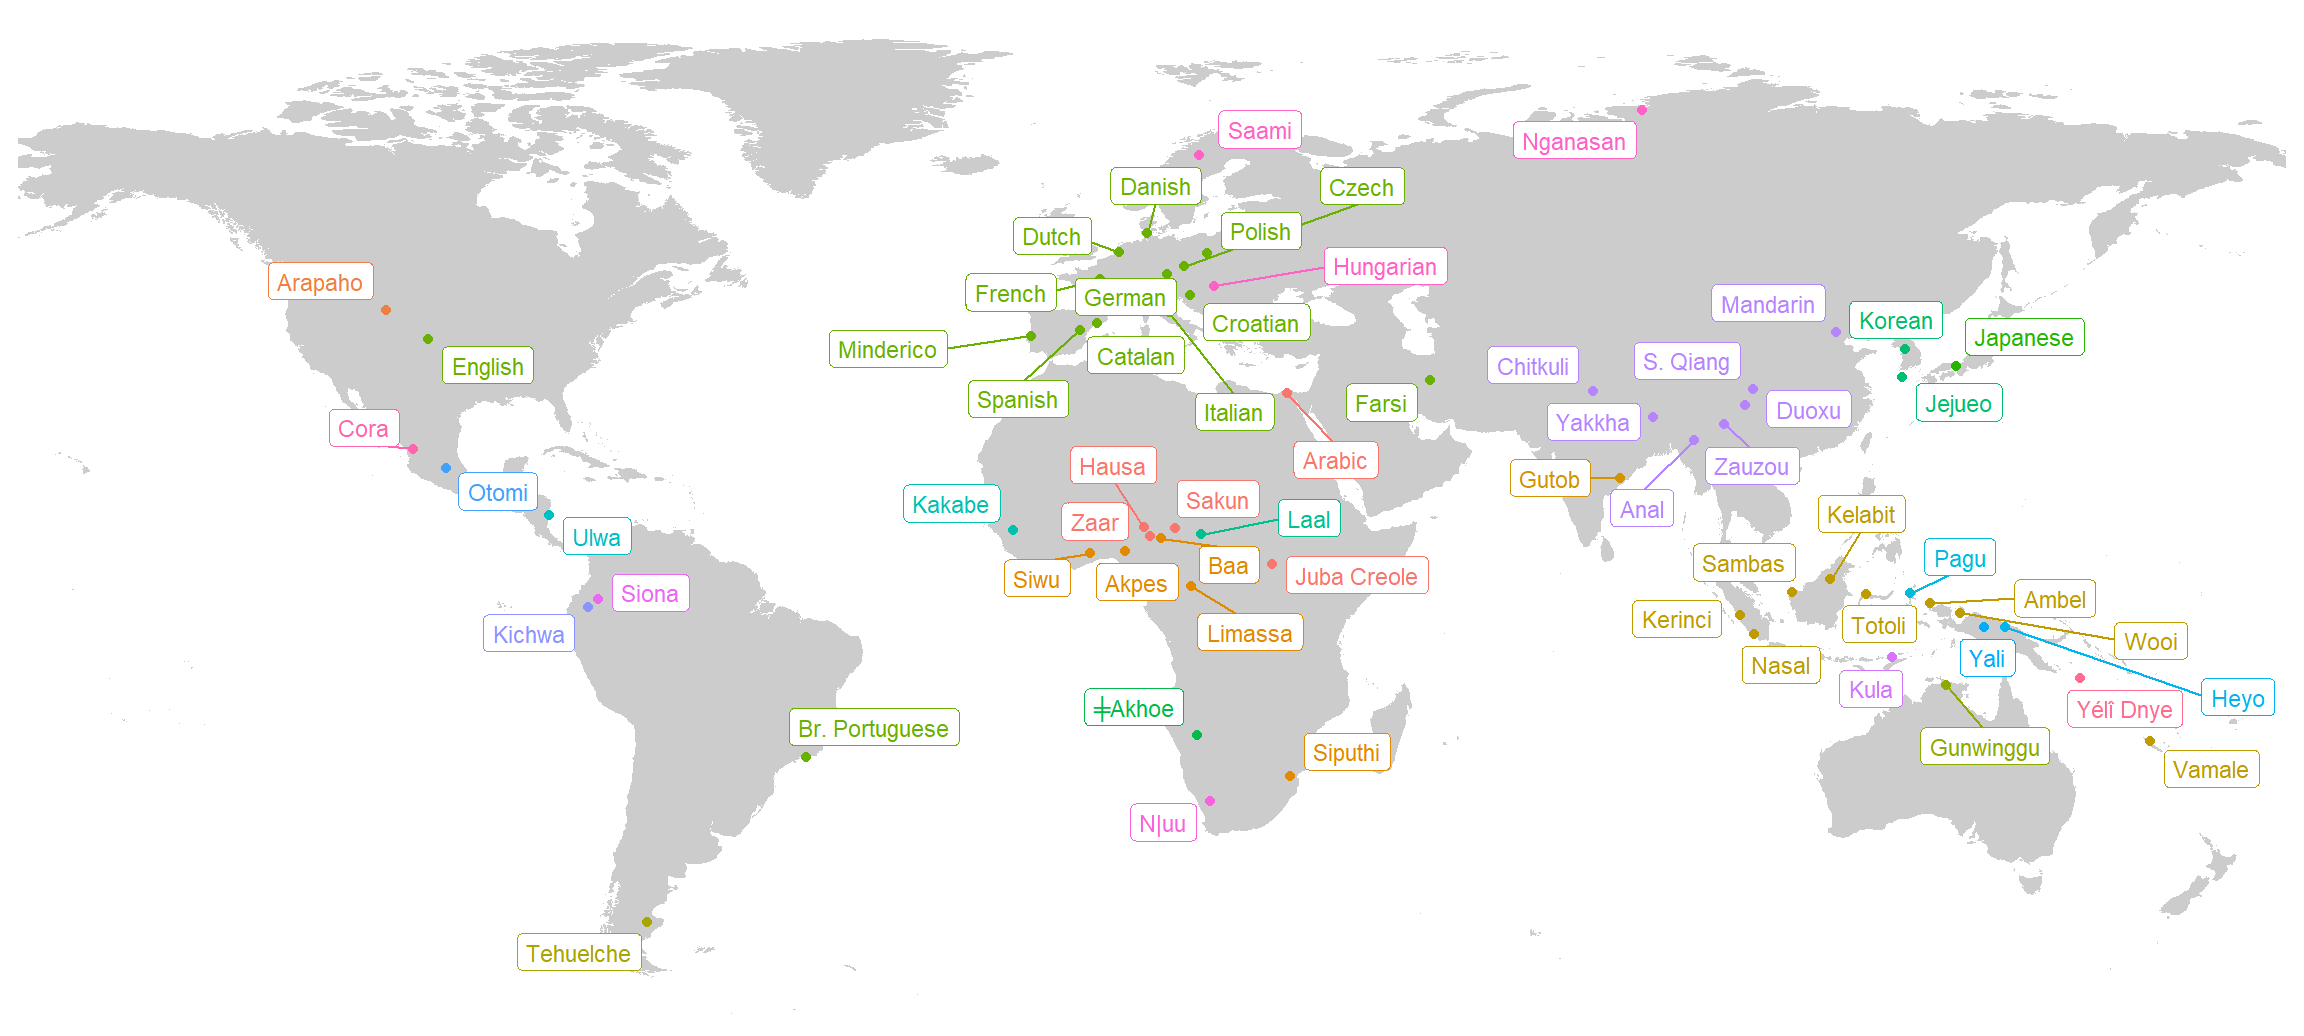 Saami
Nganasan
Danish
Czech
Dutch
Polish
Hungarian
Arapaho
French
German
Mandarin
Korean
Croatian
Japanese
Minderico
Catalan
English
Chitkuli
S. Qiang
Spanish
Italian
Farsi
Jejueo
Yakkha
Duoxu
Cora
Hausa
Arabic
Zauzou
Gutob
Otomi
Kakabe
Sakun
Zaar
Laal
Anal
Kelabit
Ulwa
Siwu
Akpes
Baa
Juba Creole
Sambas
Pagu
Siona
Ambel
Kichwa
Limassa
Kerinci
Totoli
Wooi
Nasal
Yali
Kula
Heyo
ǂAkhoe
Yélî Dnye
Br. Portuguese
Siputhi
Gunwinggu
Vamale
N|uu
Tehuelche